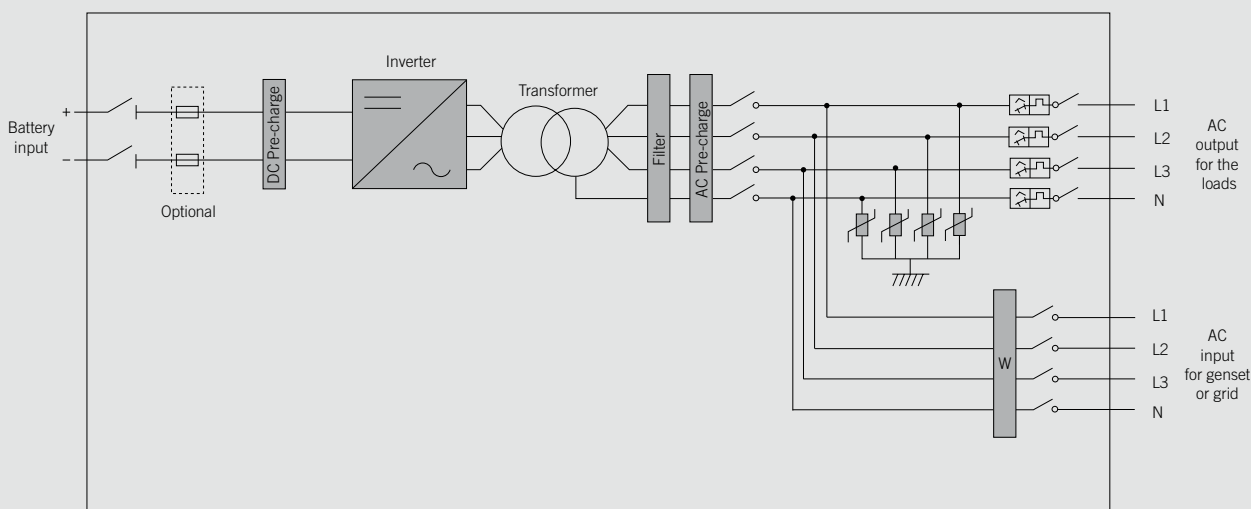 Inverter
Transformer
Battery
input
+
−
Optional
DC Pre-charge
Filter
AC Pre-charge
L1
L2
L3
N
AC
output
for the
loads
W
L1
L2
L3
N
AC
input
for genset
or grid